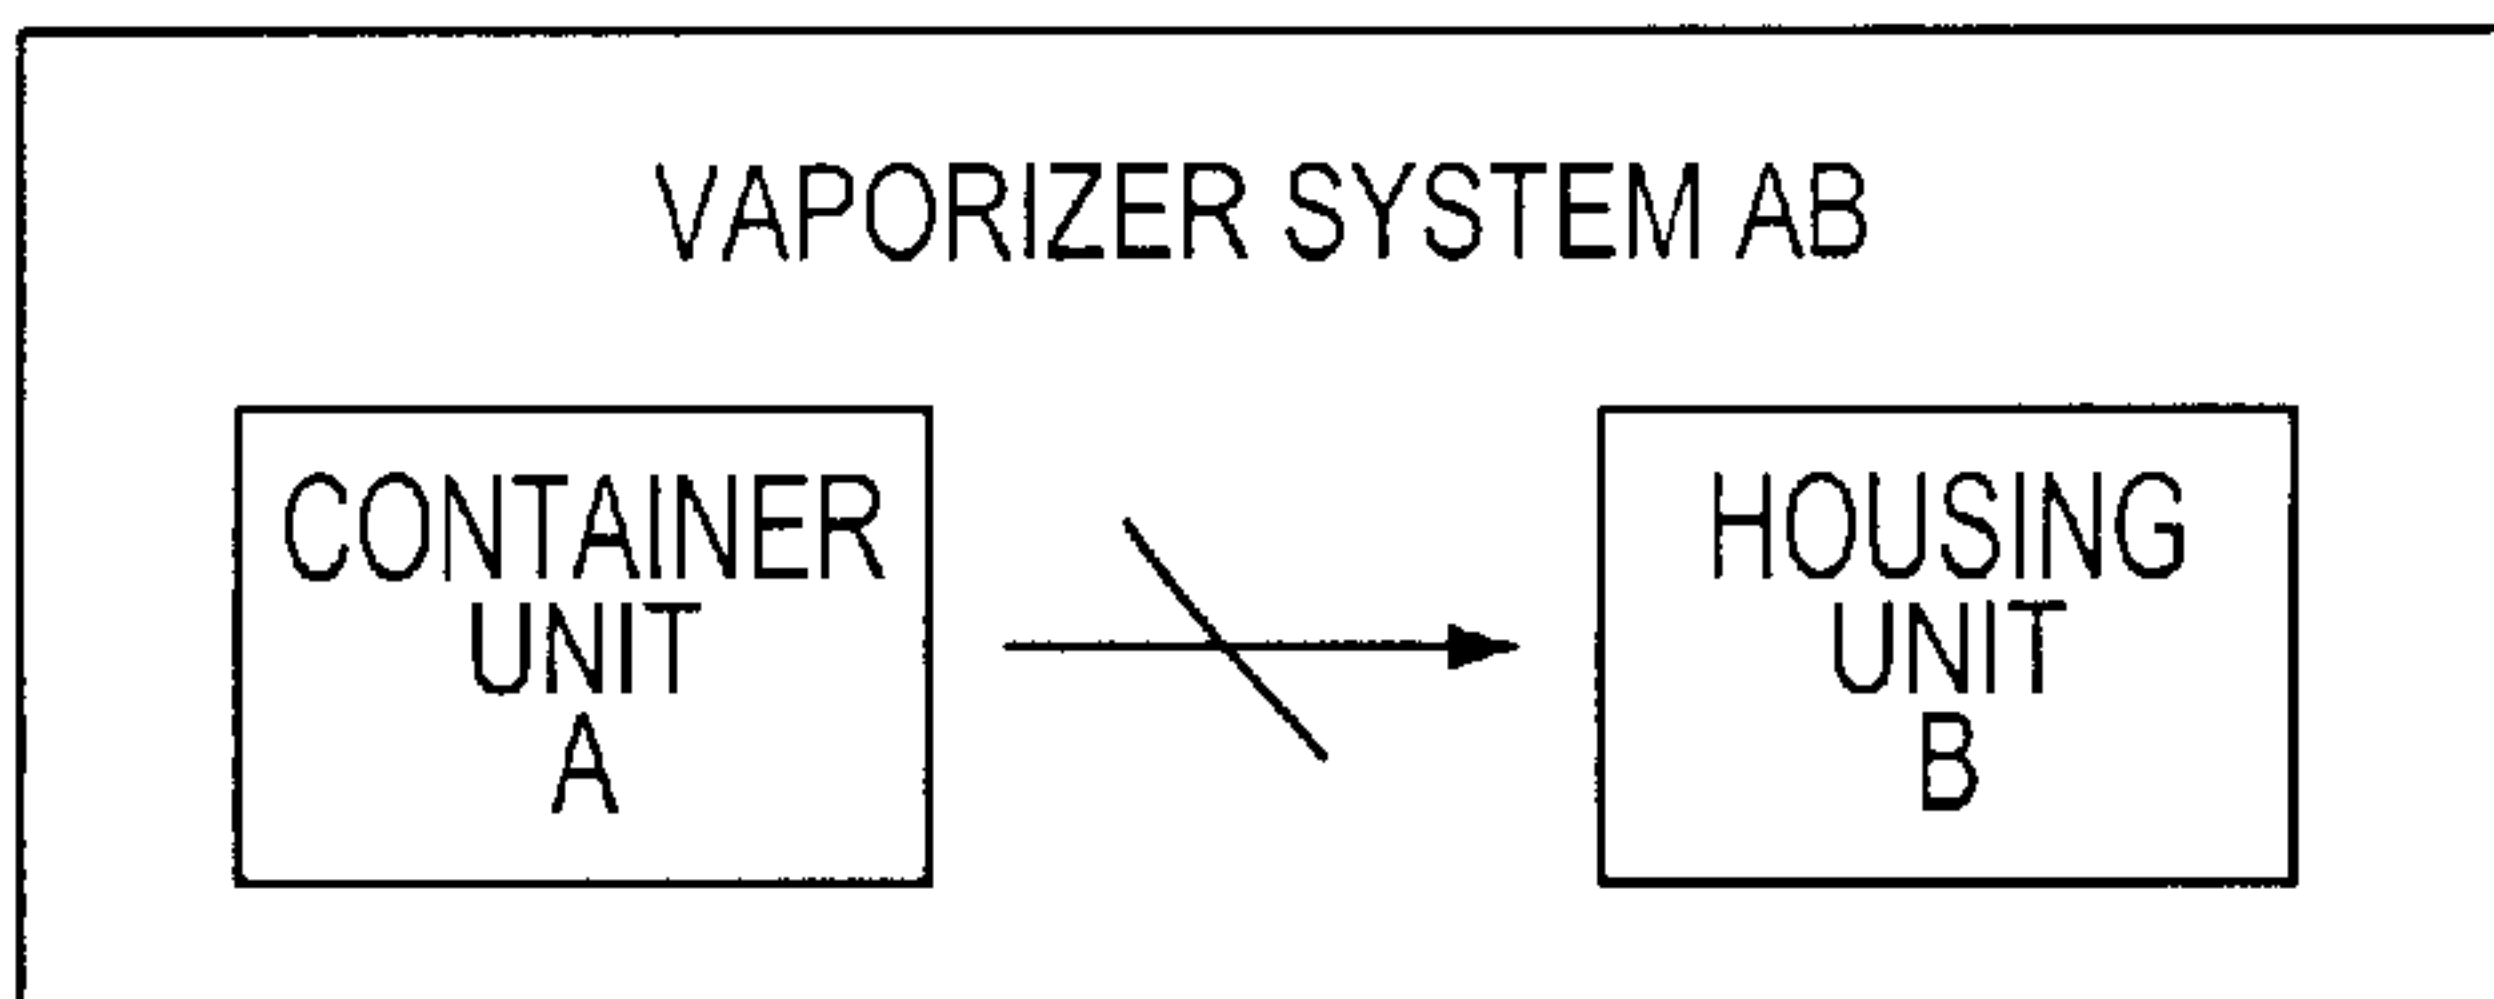 VAPORIZER SYSTEM AB
CONTAINER
UNIT
A
HOUSING
UNIT
B